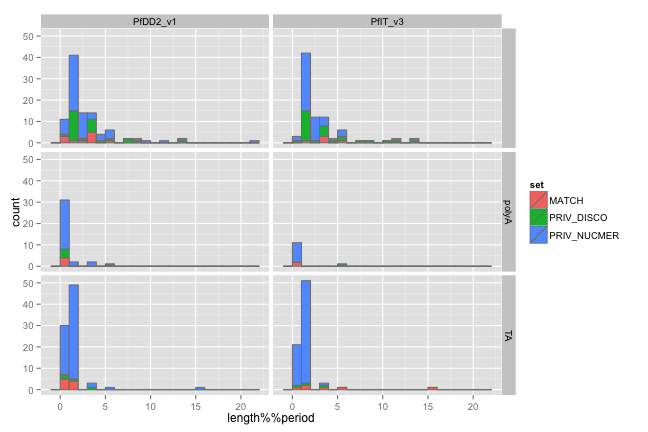 PfDD2_v1 PfIT_v3
50
40
30
20
10
0
50
40
30
20
10
0
50
40
30
20
10
0
count
polyA
TA
set
MATCH
PRIV_DISCO
PRIV_NUCMER
0 5 10 15 20 0 5 10 15 20
length%%period